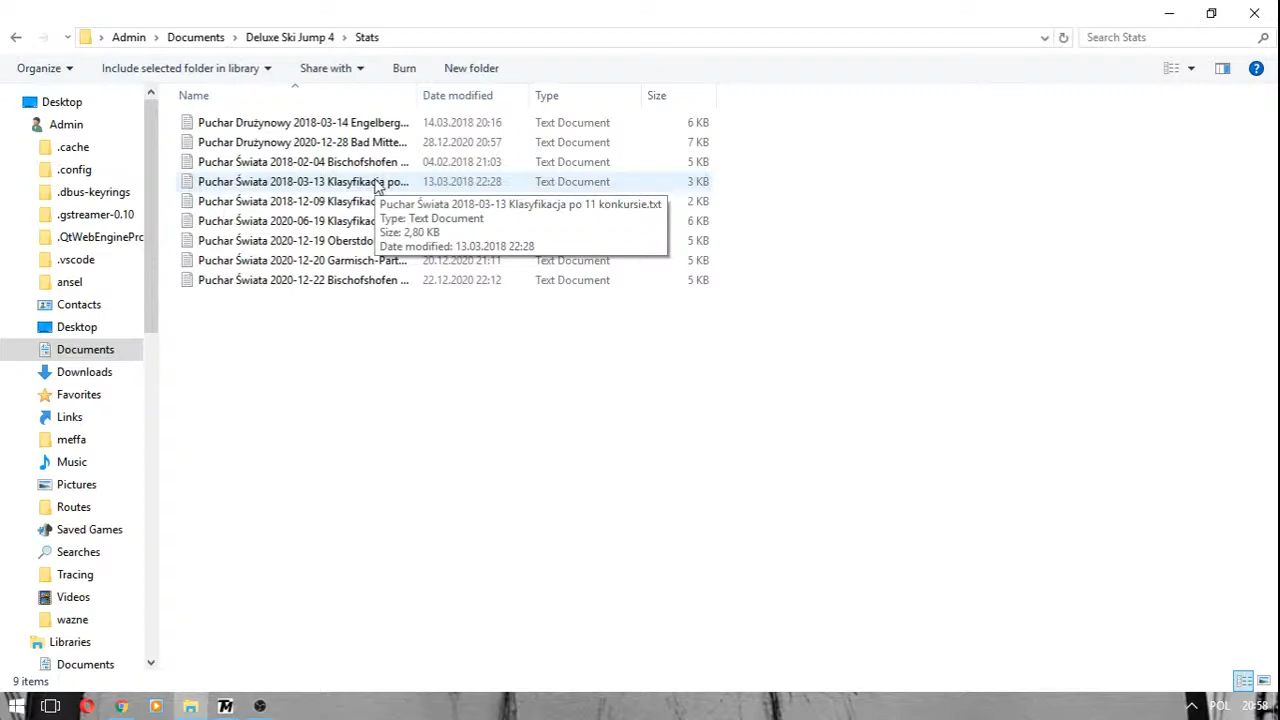 Admin
Documents
Deluxe Ski Jump 4
Stats
Search Stats
Organize
Include selected folder in library
Share with
Burn
New folder
Name
Date modified
Type
Size
Puchar Drużynowy 2018-03-14 Engelberg... 14.03.2018 20:16 Text Document 6 KB
Puchar Drużynowy 2020-12-28 Bad Mitte... 28.12.2020 20:57 Text Document 7 KB
Puchar Świata 2018-02-04 Bischofshofen ... 04.02.2018 21:03 Text Document 5 KB
Puchar Świata 2018-03-13 Klasyfikacja po... 13.03.2018 22:28 Text Document 3 KB
Puchar Świata 2018-12-09 Text Document 2 KB
Puchar Świata 2020-06-19 Text Document 6 KB
Puchar Świata 2020-12-19 Text Document 5 KB
Puchar Świata 2020-12-20 Garmisch-Part... 20.12.2020 21:11 Text Document 5 KB
Puchar Świata 2020-12-22 Bischofshofen ... 22.12.2020 22:12 Text Document 5 KB
Puchar Świata 2018-03-13 Klasyfikacja po 11 konkursie.txt
Type: Text Document
Size: 2,80 KB
Date modified: 13.03.2018 22:28
Desktop
Admin
.cache
.config
.dbus-keyrings
.gstreamer-0.10
.QtWebEnginePrc
.vscode
ansel
Contacts
Desktop
Documents
Downloads
Favorites
Links
meffa
Music
Pictures
Routes
Saved Games
Searches
Tracing
Videos
wazne
Libraries
Documents
9 items
POL
20:58